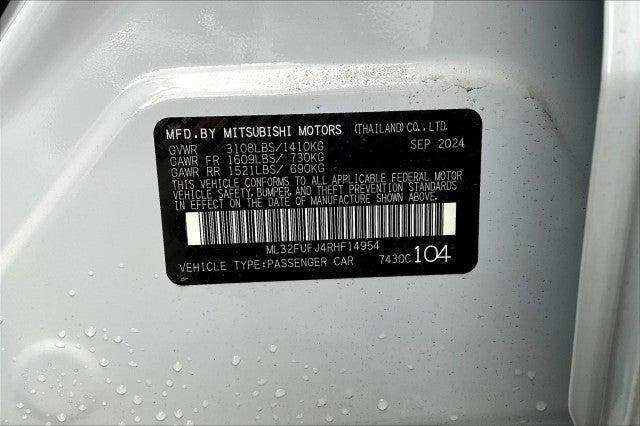 MFD.BY MITSUBISHI MOTORS (THAILAND) CO.,LTD.
GVWR 3108LBS/1410KG SEP 2024
GAWR FR 1609LBS/ 730KG
GAWR RR 1521LBS/ 690KG
THIS VEHICLE CONFORMS TO ALL APPLICABLE FEDERAL MOTOR
VEHICLE SAFETY, BUMPER, AND THEFT PREVENTION STANDARDS
IN EFFECT ON THE DATE OF MANUFACTURE SHOWN ABOVE.
ML32FUFJ4RHF14954
VEHICLE TYPE:PASSENGER CAR 7430C 104